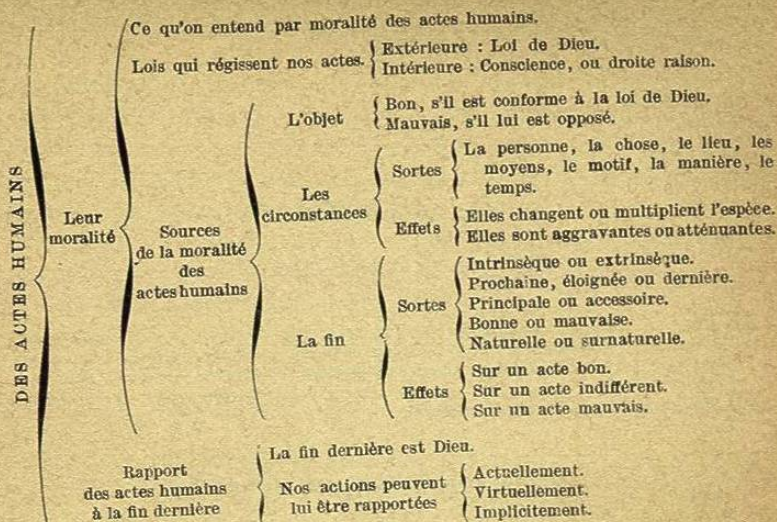 DES ACTES HUMAINS
Leur
moralité
Ce qu'on entend par moralité des actes humains.
Lois qui régissent nos actes.
Extérieure : Loi de Dieu.
Intérieure : Conscience, ou droite raison.
Sources
de la moralité
des
actes humains
L'objet
Bon, s'il est conforme à la loi de Dieu.
Mauvais, s'il lui est opposé.
Les
circonstances
Sortes
La personne, la chose, le lieu, les
moyens, le motif, la manière, le
temps.
Effets
Elles changent ou multiplient l'espèce.
Elles sont aggravantes ou atténuantes.
La fin
Sortes
Intrinsèque ou extrinsèque.
Prochaine, éloignée ou dernière.
Principale ou accessoire.
Bonne ou mauvaise.
Naturelle ou surnaturelle.
Effets
Sur un acte bon.
Sur un acte indifférent.
Sur un acte mauvais.
Rapport
des actes humains
à la fin dernière
La fin dernière est Dieu.
Nos actions peuvent
lui être rapportées
Actuellement.
Virtuellement.
Implicitement.